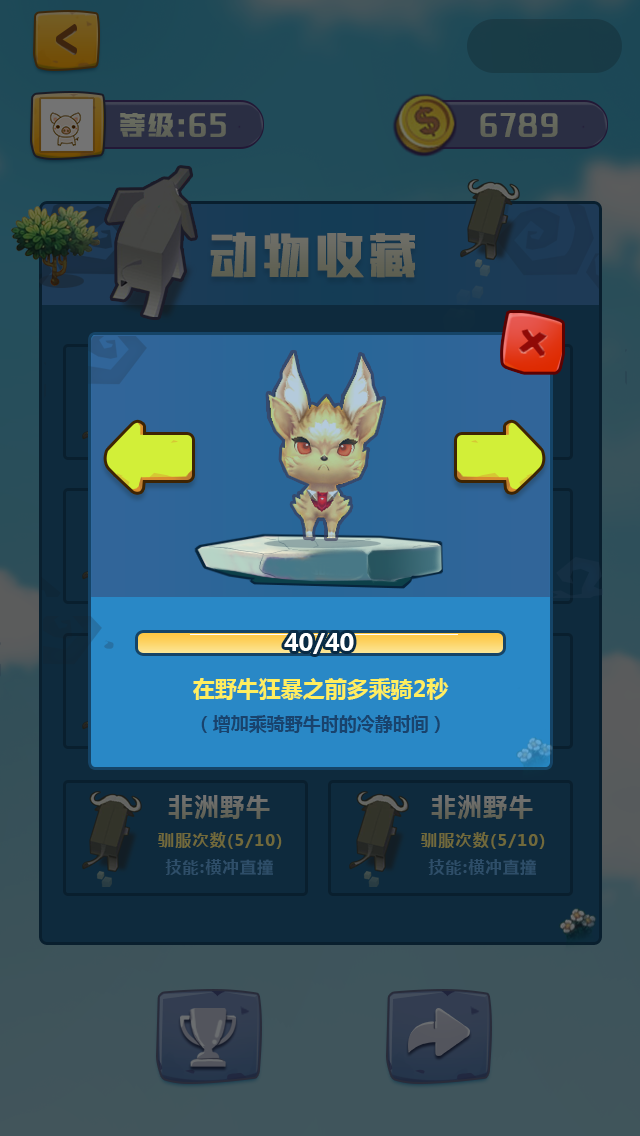 等级:65
6789
动物收藏
40/40
在野牛狂暴之前多乘骑2秒
（增加乘骑野牛时的冷静时间）
非洲野牛
驯服次数(5/10)
技能:横冲直撞
非洲野牛
驯服次数(5/10)
技能:横冲直撞